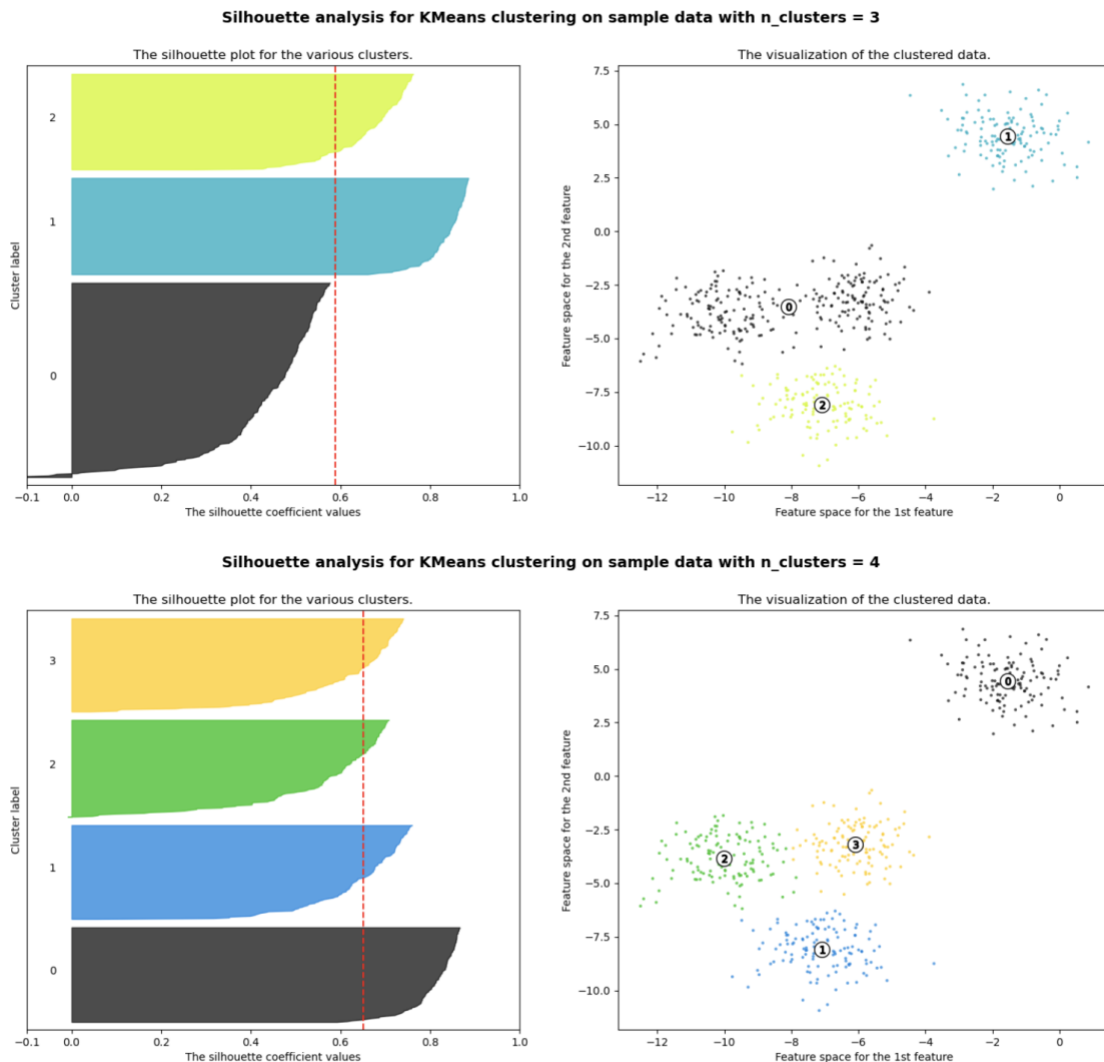 Silhouette analysis for KMeans clustering on sample data with n_clusters = 3
The silhouette plot for the various clusters.
2
1
0
Cluster label
−0.1 0.0 0.2 0.4 0.6 0.8 1.0
The silhouette coefficient values
The visualization of the clustered data.
7.5
5.0
2.5
0.0
−2.5
−5.0
−7.5
−10.0
Feature space for the 2nd feature
1
0
2
−12 −10 −8 −6 −4 −2 0
Feature space for the 1st feature
Silhouette analysis for KMeans clustering on sample data with n_clusters = 4
The silhouette plot for the various clusters.
3
2
1
0
Cluster label
−0.1 0.0 0.2 0.4 0.6 0.8 1.0
The silhouette coefficient values
The visualization of the clustered data.
7.5
5.0
2.5
0.0
−2.5
−5.0
−7.5
−10.0
Feature space for the 2nd feature
0
3
2
1
−12 −10 −8 −6 −4 −2 0
Feature space for the 1st feature